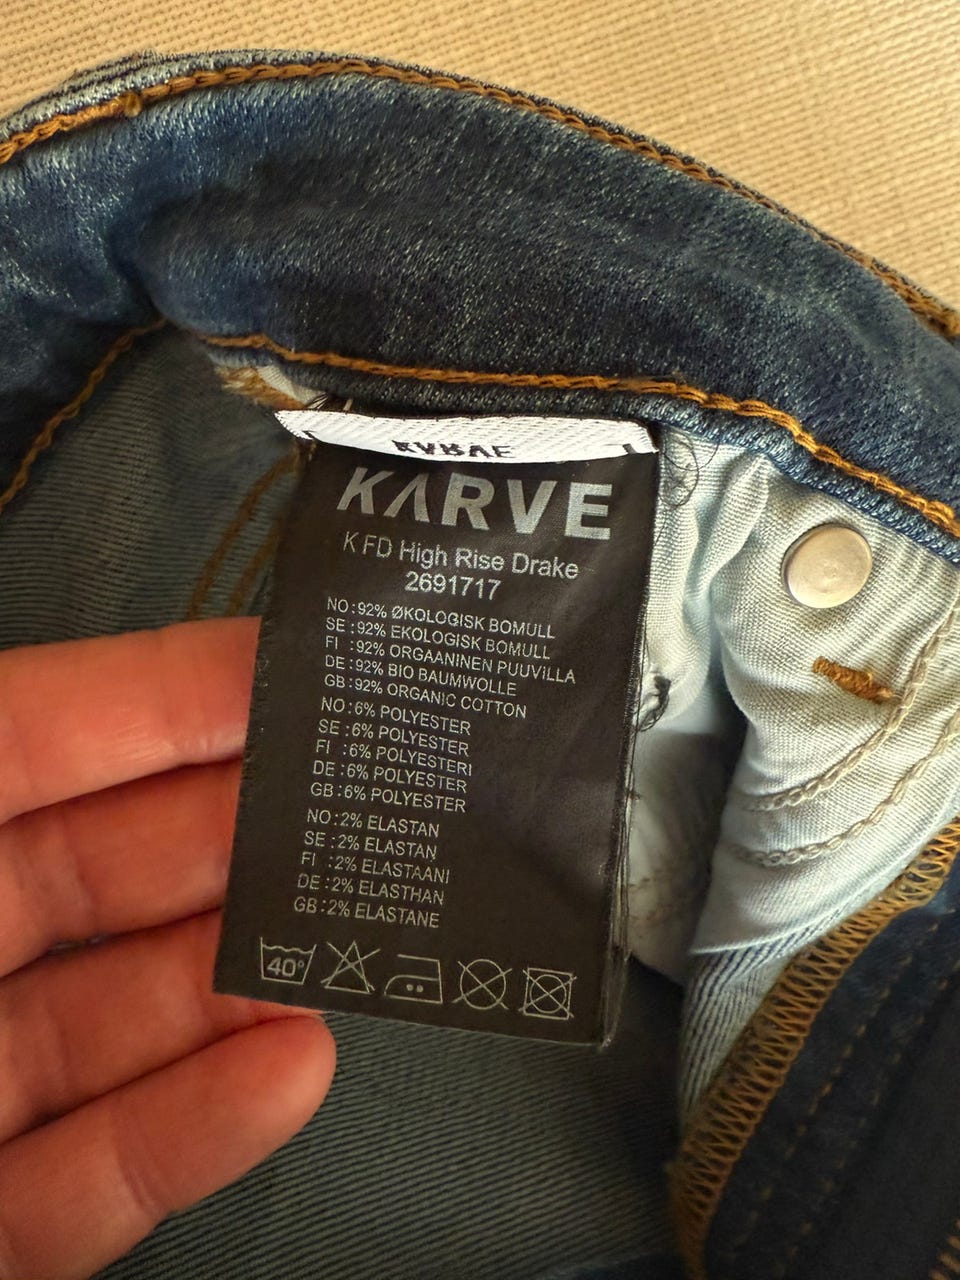 KARVE
K FD High Rise Drake
2691717
NO:92% ØKOLOGISK BOMULL
SE:92% EKOLOGISK BOMULL
FI :92% ORGAANINEN PUUVILLA
DE:92% BIO BAUMWOLLE
GB:92% ORGANIC COTTON
NO:6% POLYESTER
SE:6% POLYESTER
FI :6% POLYESTERI
DE:6% POLYESTER
GB:6% POLYESTER
NO:2% ELASTAN
SE:2% ELASTAN
FI :2% ELASTAANI
DE:2% ELASTHAN
GB:2% ELASTANE
40°